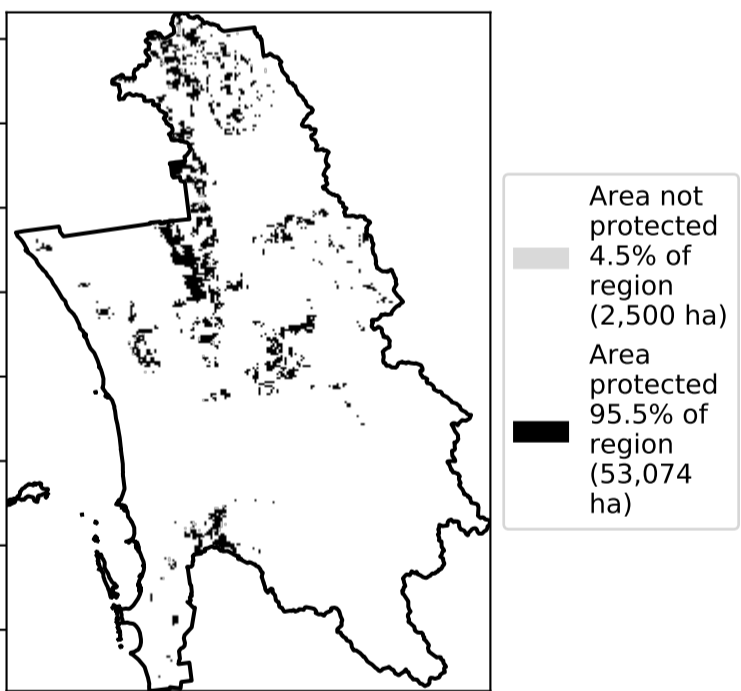 Area not
protected
4.5% of
region
(2,500 ha)
Area
protected
95.5% of
region
(53,074
ha)